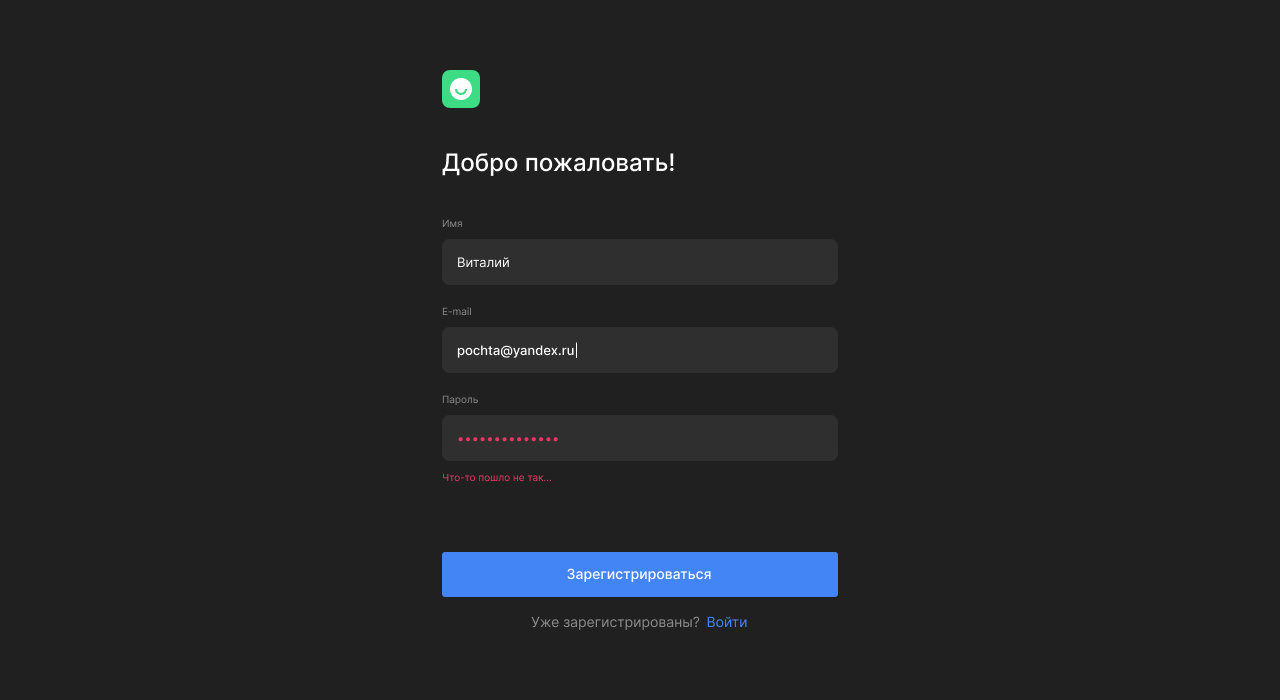 Добро пожаловать!
Имя
Виталий
E-mail
pochta@yandex.ru
Пароль
••••••••••••••
Что-то пошло не так...
Зарегистрироваться
Уже зарегистрированы? Войти